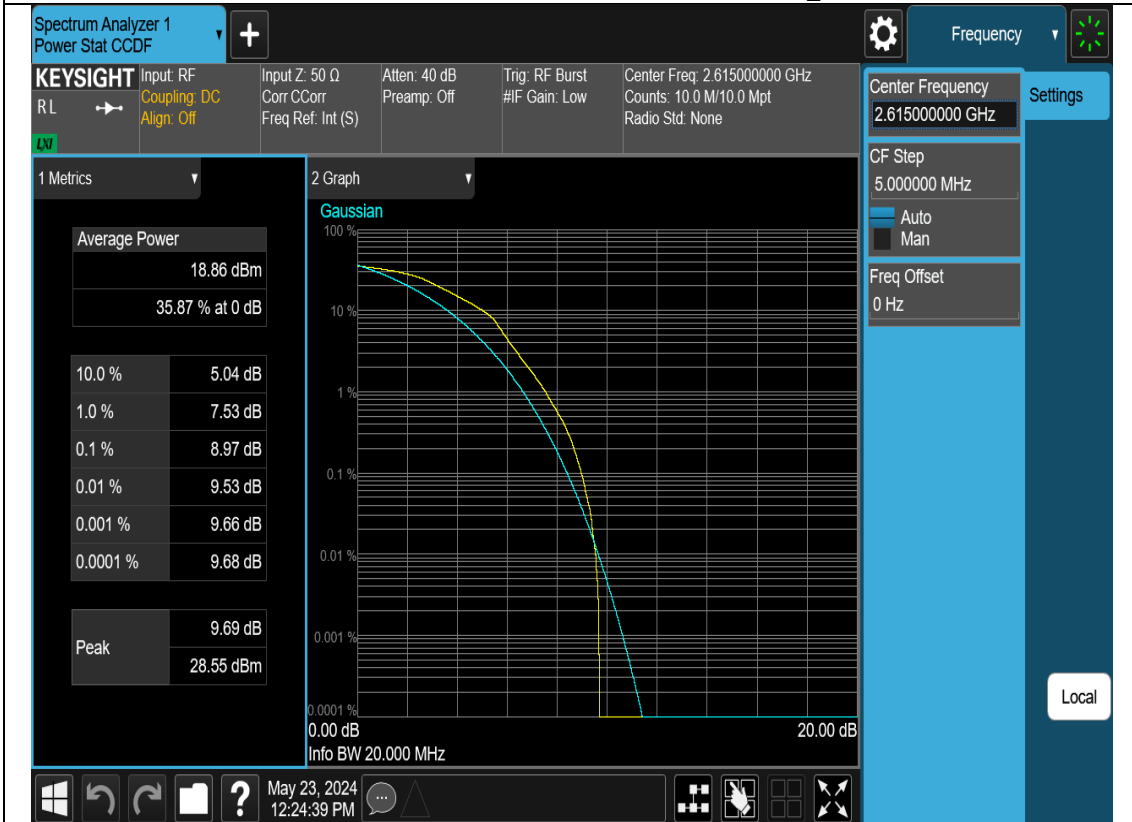 Spectrum Analyzer 1
Power Stat CCDF
Frequency
KEYSIGHT
RL
LXI
Input: RF
Coupling: DC
Align: Off
Input Z: 50 Ω
Corr CCorr
Freq Ref: Int (S)
Atten: 40 dB
Preamp: Off
Trig: RF Burst
#IF Gain: Low
Center Freq: 2.615000000 GHz
Counts: 10.0 M/10.0 Mpt
Radio Std: None
Center Frequency
2.615000000 GHz
Settings
CF Step
5.000000 MHz
Auto
Man
Freq Offset
0 Hz
1 Metrics
Average Power
18.86 dBm
35.87 % at 0 dB
10.0 % 5.04 dB
1.0 % 7.53 dB
0.1 % 8.97 dB
0.01 % 9.53 dB
0.001 % 9.66 dB
0.0001 % 9.68 dB
Peak
9.69 dB
28.55 dBm
2 Graph
Gaussian
100 %
10 %
1 %
0.1 %
0.01 %
0.001 %
0.0001 %
0.00 dB 20.00 dB
Info BW 20.000 MHz
Local
?
May 23, 2024
12:24:39 PM